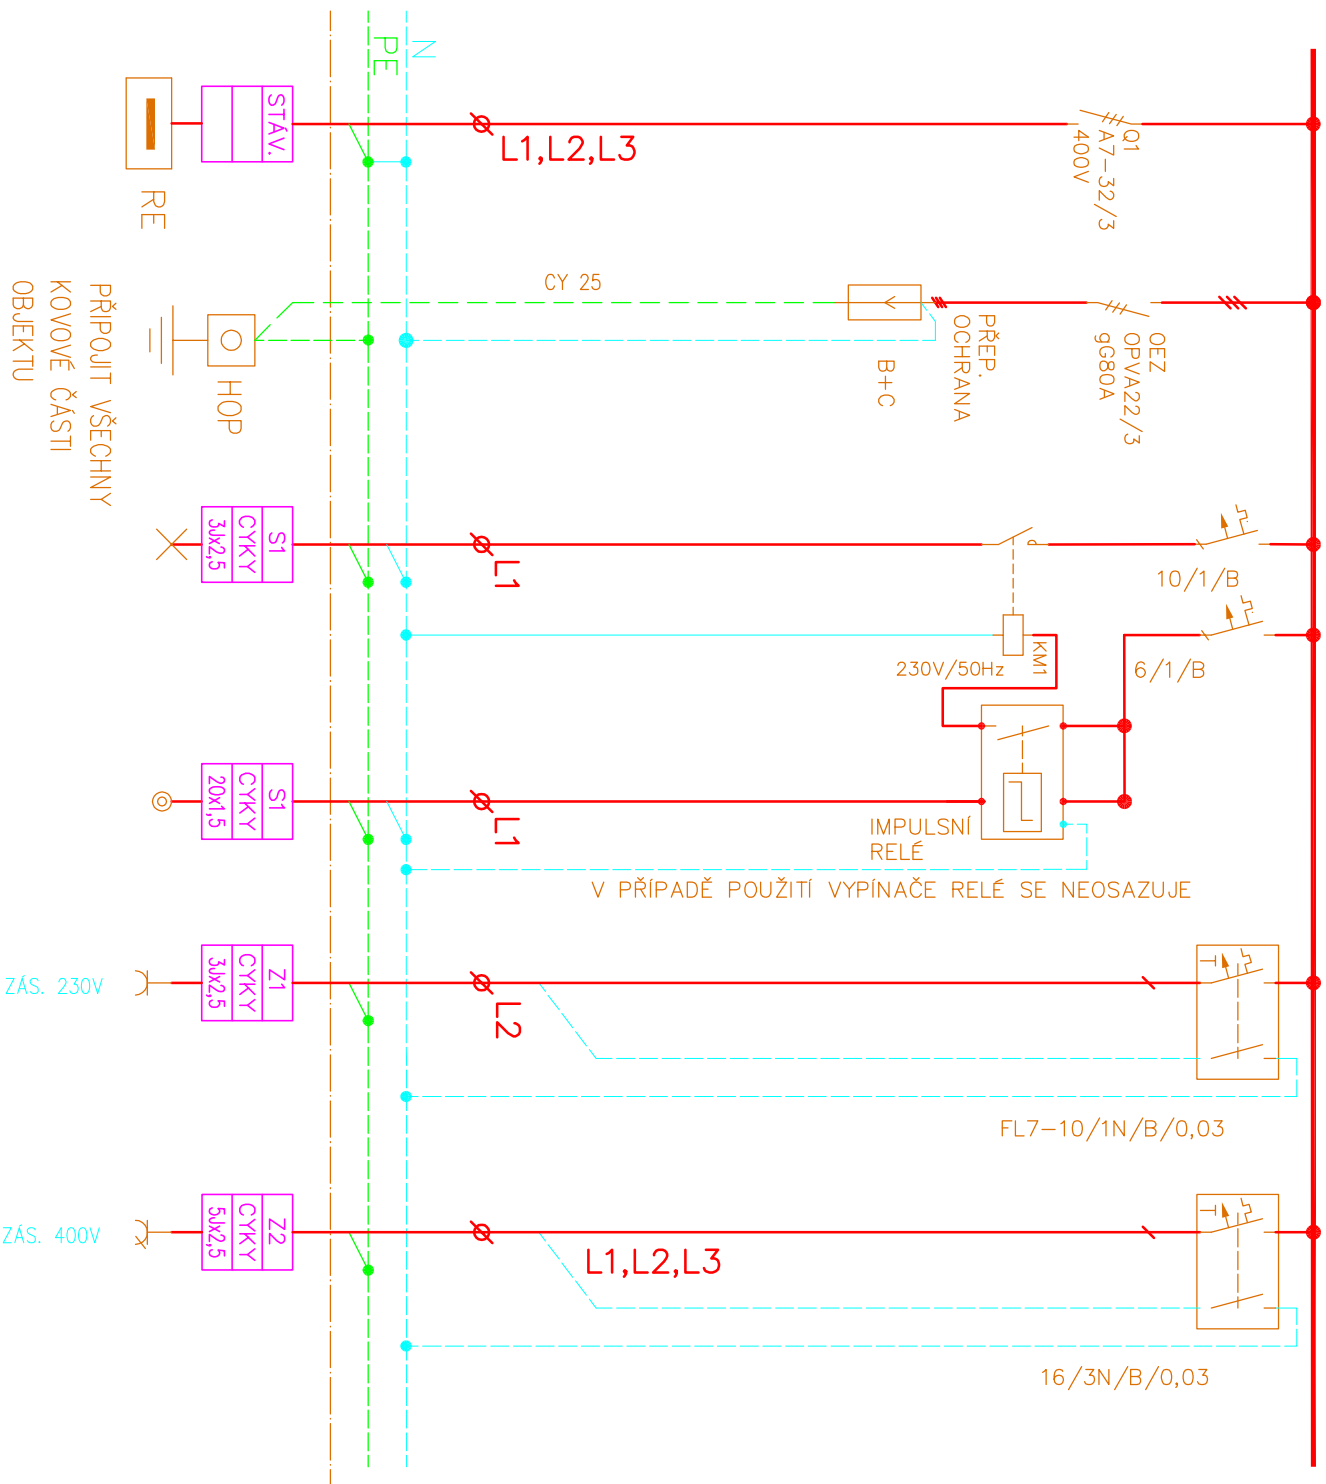 N
PE
STÁV.
RE
L1,L2,L3
Q1
A7-32/3
400V
CY 25
PŘEP.
OCHRANA
B+C
OEZ
OPVA22/3
gG80A
HOP
PŘIPOJIT VŠECHNY
KOVOVÉ ČÁSTI
OBJEKTU
S1
CYKY
3Jx2,5
L1
10/1/B
6/1/B
KM1
230V/50Hz
S1
CYKY
2Ox1,5
L1
IMPULSNÍ
RELÉ
V PŘÍPADĚ POUŽITÍ VYPÍNAČE RELÉ SE NEOSAZUJE
ZÁS. 230V
Z1
CYKY
3Jx2,5
L2
T
FL7-10/1N/B/0,03
ZÁS. 400V
Z2
CYKY
5Jx2,5
L1,L2,L3
T
16/3N/B/0,03